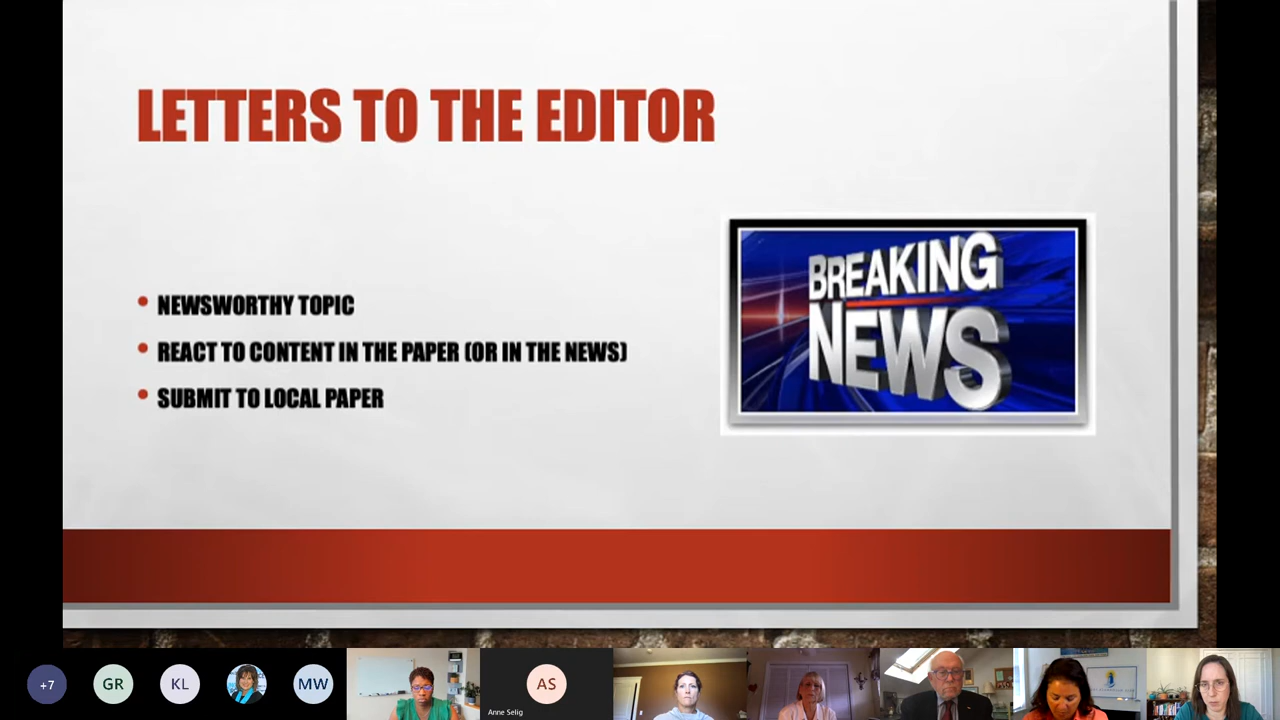 LETTERS TO THE EDITOR
NEWSWORTHY TOPIC
REACT TO CONTENT IN THE PAPER (OR IN THE NEWS)
SUBMIT TO LOCAL PAPER
BREAKING
NEWS
+7
GR
KL
MW
AS
Anne Selig